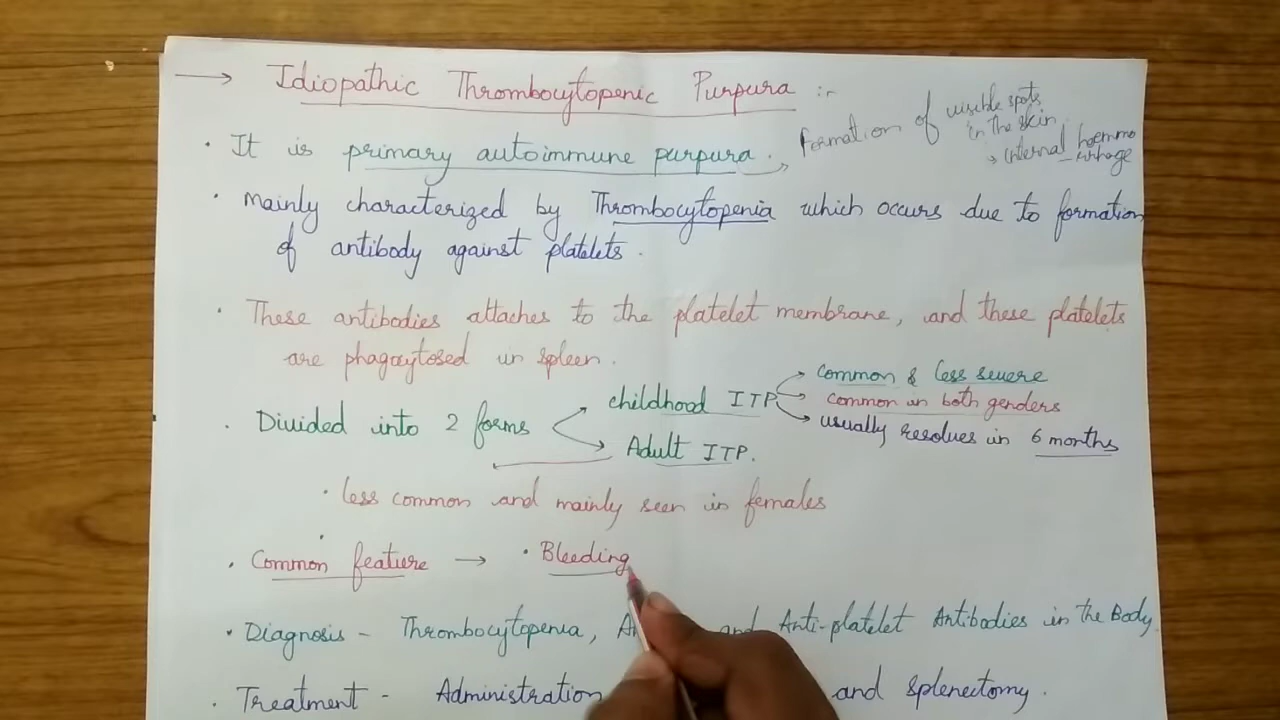 → Idiopathic Thrombocytopenic Purpura :-
• It is primary autoimmune purpura. → formation of visible spots in the skin
→ internal haemmorrhage
• Mainly characterized by Thrombocytopenia which occurs due to formation
of antibody against platelets.
• These antibodies attaches to the platelet membrane, and these platelets
are phagocytosed in spleen.
• Divided into 2 forms
childhood ITP
→ common & less severe
→ common in both genders
→ usually resolves in 6 months
Adult ITP.
• less common and mainly seen in females
• Common feature → • Bleeding
• Diagnosis - Thrombocytopenia, and Anti-platelet Antibodies in the Body
• Treatment - Administration and splenectomy.